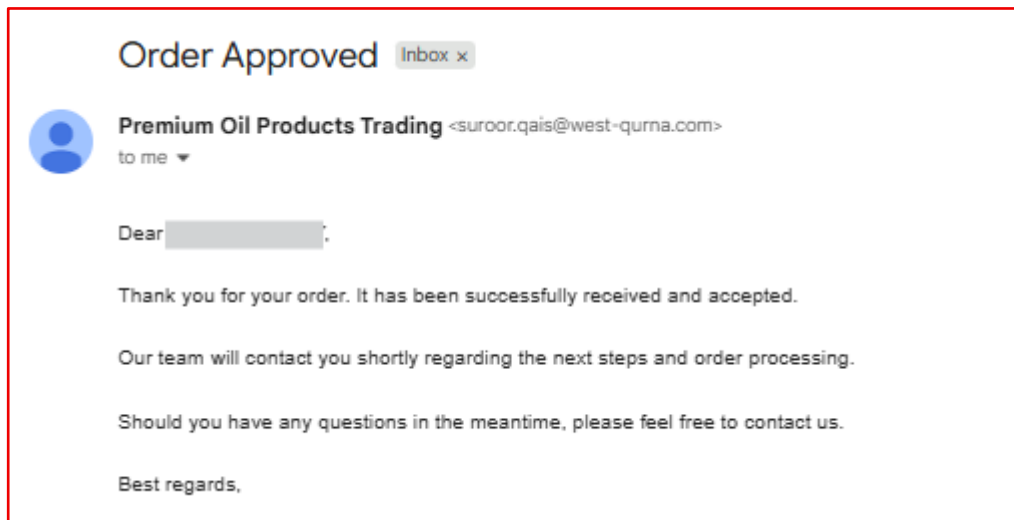 Order Approved Inbox x
Premium Oil Products Trading <suroor.qais@west-qurna.com>
to me
Dear ,
Thank you for your order. It has been successfully received and accepted.
Our team will contact you shortly regarding the next steps and order processing.
Should you have any questions in the meantime, please feel free to contact us.
Best regards,